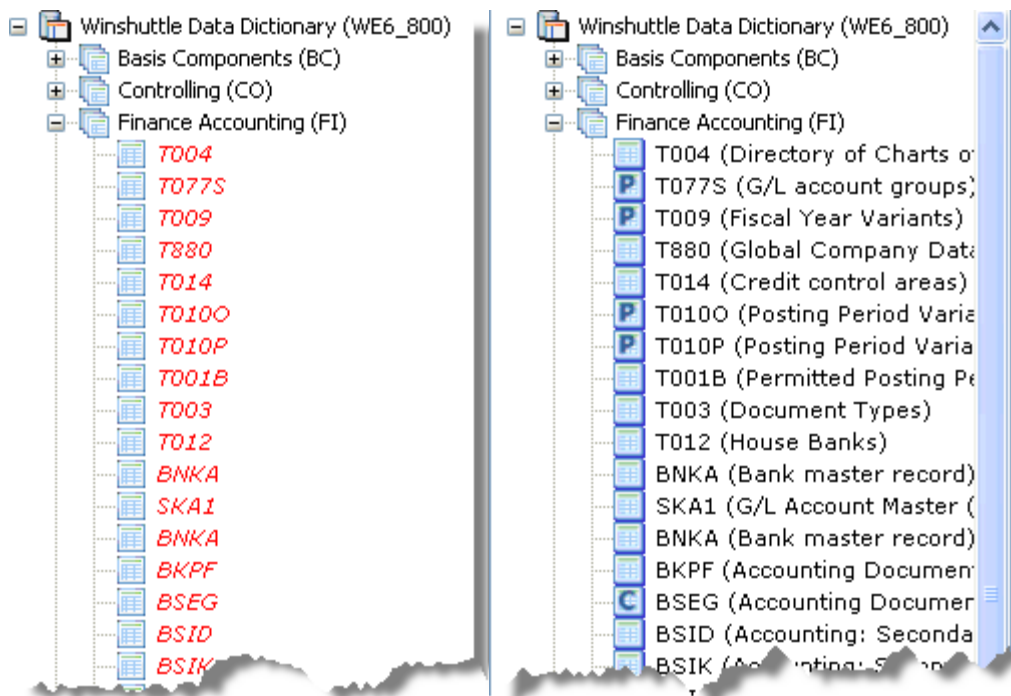 Winshuttle Data Dictionary (WE6_800)
Basis Components (BC)
Controlling (CO)
Finance Accounting (FI)
T004
T077S
T009
T880
T014
T010O
T010P
T001B
T003
T012
BNKA
SKA1
BNKA
BKPF
BSEG
BSID
BSIK
Winshuttle Data Dictionary (WE6_800)
Basis Components (BC)
Controlling (CO)
Finance Accounting (FI)
T004 (Directory of Charts o
T077S (G/L account groups)
P T009 (Fiscal Year Variants)
T880 (Global Company Data
T014 (Credit control areas)
P T010O (Posting Period Varia
P T010P (Posting Period Varia
T001B (Permitted Posting Pe
T003 (Document Types)
T012 (House Banks)
BNKA (Bank master record)
SKA1 (G/L Account Master (
BNKA (Bank master record)
BKPF (Accounting Documen
C BSEG (Accounting Documer
BSID (Accounting: Seconda
BSIK